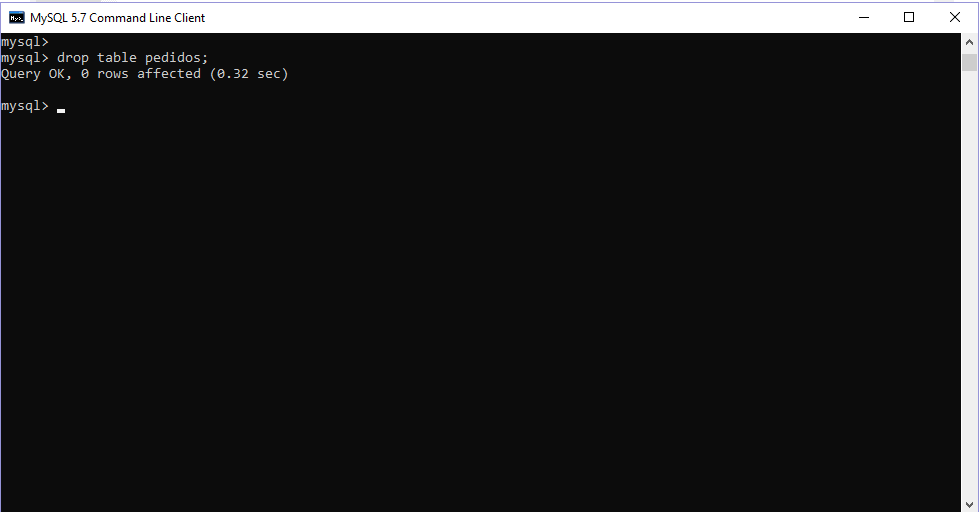 MySQL 5.7 Command Line Client
mysql>
mysql> drop table pedidos;
Query OK, 0 rows affected (0.32 sec)
mysql>